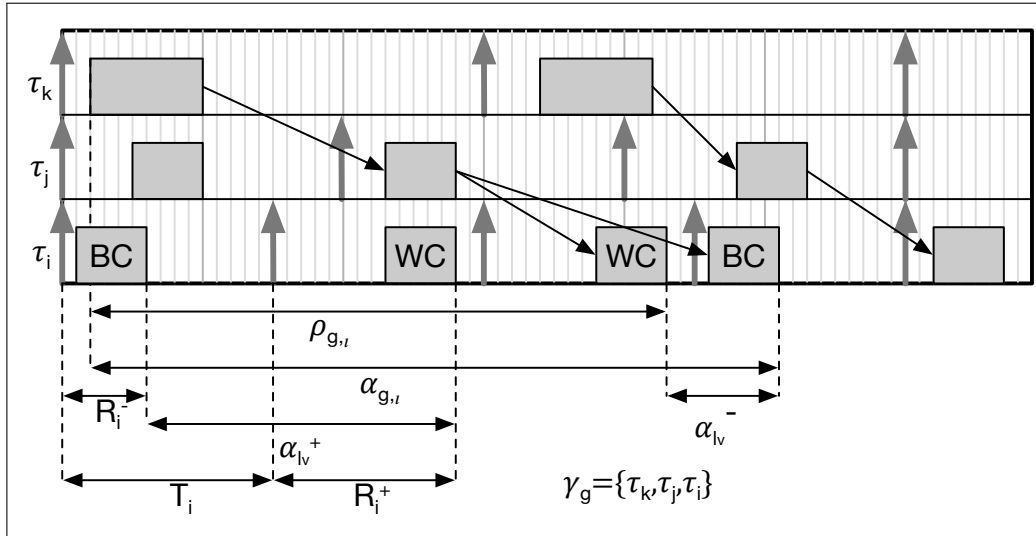 τk
τj
τi BC WC WC BC
ρg,ι
αg,ι
Ri-
αlv+
αlv-
Ti Ri+
γg={τk,τj,τi}